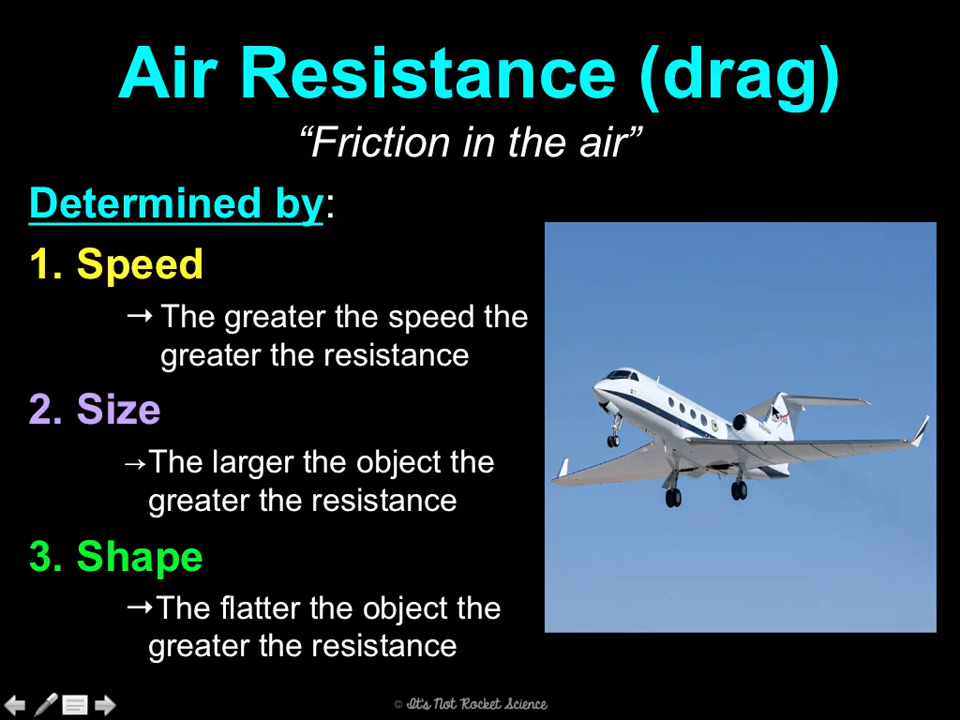 Air Resistance (drag)
“Friction in the air”
Determined by:
1. Speed
→ The greater the speed the
greater the resistance
2. Size
→The larger the object the
greater the resistance
3. Shape
→The flatter the object the
greater the resistance
© It's Not Rocket Science